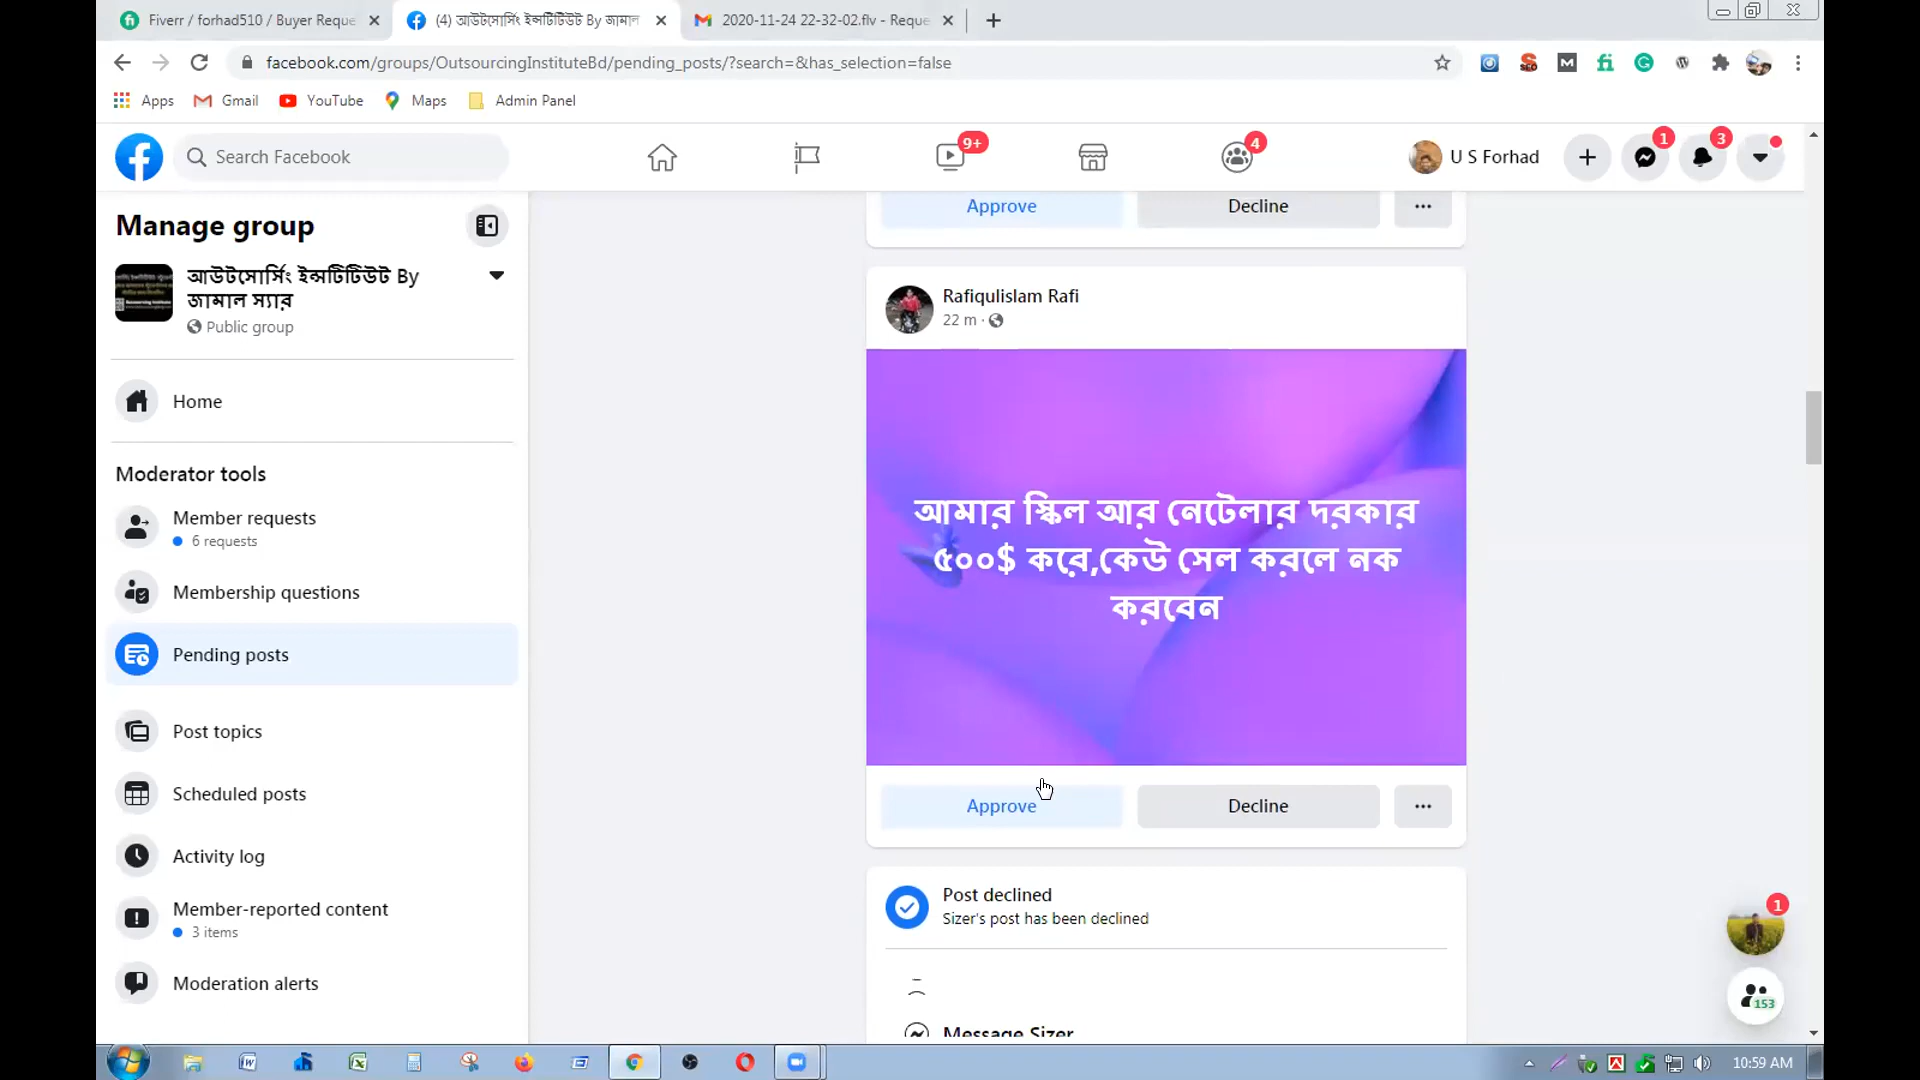 Fiverr / forhad510 / Buyer Reque
(4) আউটসোর্সিং ইন্সটিটিউট By জামাল
2020-11-24 22-32-02.flv - Reque
facebook.com/groups/OutsourcingInstituteBd/pending_posts/?search=&has_selection=false
Apps Gmail YouTube Maps Admin Panel
Search Facebook
9+
4
U S Forhad
1
3
Manage group
আউটসোর্সিং ইন্সটিটিউট By
জামাল স্যার
Public group
Home
Moderator tools
Member requests
6 requests
Membership questions
Pending posts
Post topics
Scheduled posts
Activity log
Member-reported content
3 items
Moderation alerts
Approve Decline
Rafiqulislam Rafi
22 m
আমার স্কিল আর নেটেলার দরকার
৫০০$ করে,কেউ সেল করলে নক
করবেন
Approve Decline
Post declined
Sizer's post has been declined
Message Sizer
1
153
10:59 AM